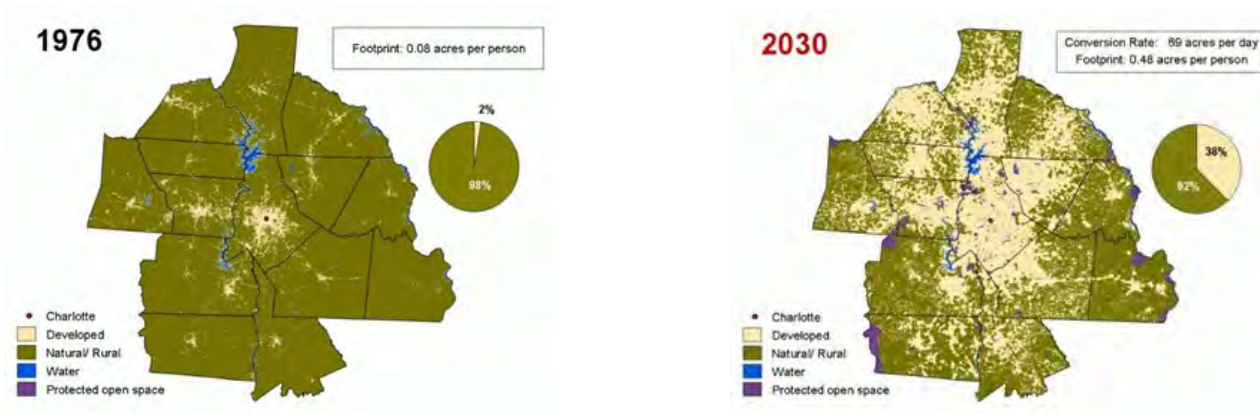 1976
Footprint: 0.08 acres per person
2%
98%
Charlotte
Developed
Natural/ Rural
Water
Protected open space
2030
Conversion Rate: 69 acres per day
Footprint: 0.48 acres per person
38%
62%
Charlotte
Developed
Natural/ Rural
Water
Protected open space